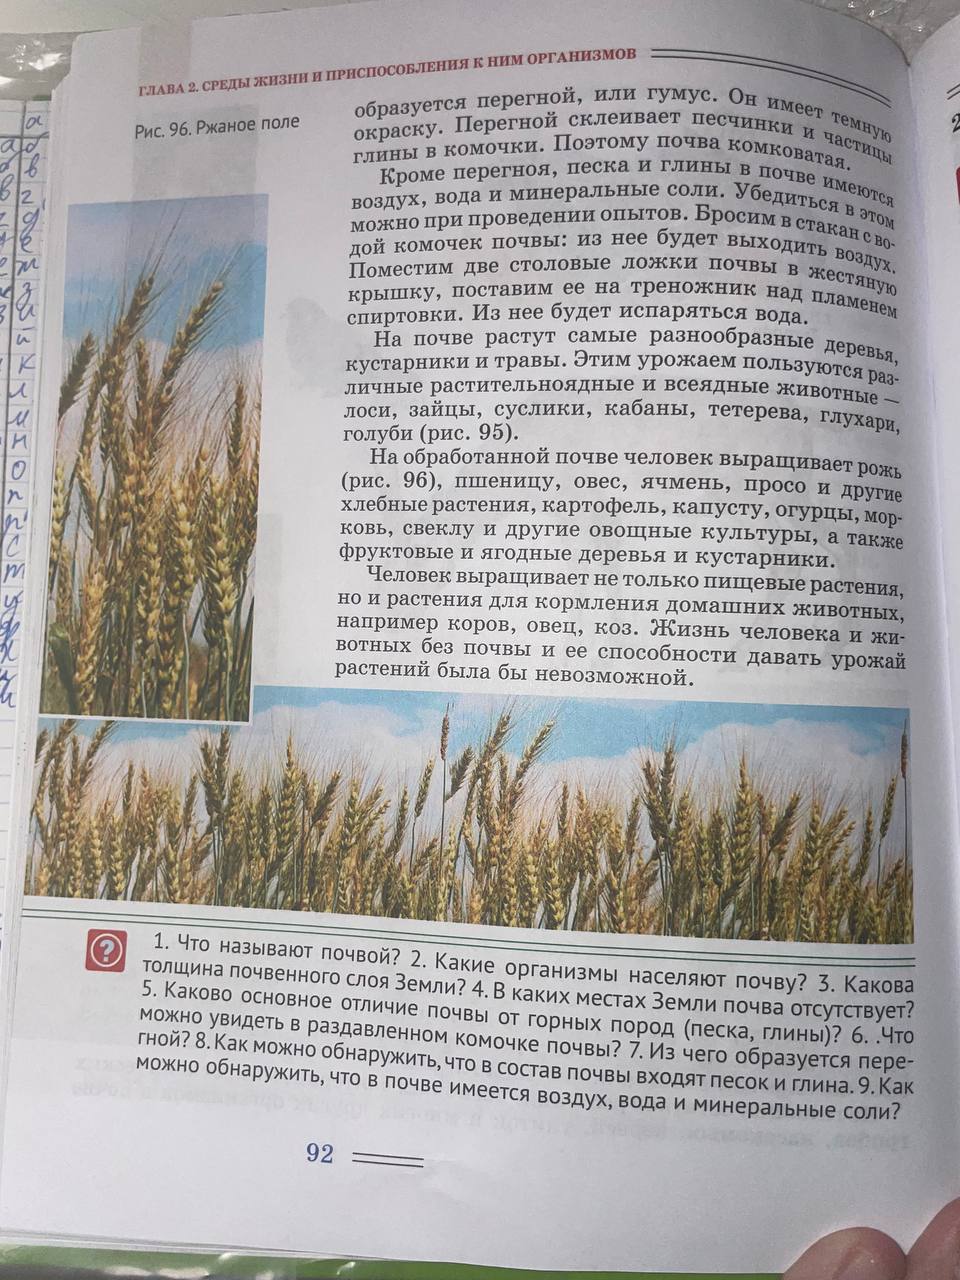 ГЛАВА 2. СРЕДЫ ЖИЗНИ И ПРИСПОСОБЛЕНИЯ К НИМ ОРГАНИЗМОВ
Рис. 96. Ржаное поле
образуется перегной, или гумус. Он имеет темную
окраску. Перегной склеивает песчинки и частицы
глины в комочки. Поэтому почва комковатая.
Кроме перегноя, песка и глины в почве имеются
воздух, вода и минеральные соли. Убедиться в этом
можно при проведении опытов. Бросим в стакан с во-
дой комочек почвы: из нее будет выходить воздух.
Поместим две столовые ложки почвы в жестяную
крышку, поставим ее на треножник над пламенем
спиртовки. Из нее будет испаряться вода.
На почве растут самые разнообразные деревья,
кустарники и травы. Этим урожаем пользуются раз-
личные растительноядные и всеядные животные —
лоси, зайцы, суслики, кабаны, тетерева, глухари,
голуби (рис. 95).
На обработанной почве человек выращивает рожь
(рис. 96), пшеницу, овес, ячмень, просо и другие
хлебные растения, картофель, капусту, огурцы, мор-
ковь, свеклу и другие овощные культуры, а также
фруктовые и ягодные деревья и кустарники.
Человек выращивает не только пищевые растения,
но и растения для кормления домашних животных,
например коров, овец, коз. Жизнь человека и жи-
вотных без почвы и ее способности давать урожай
растений была бы невозможной.
1. Что называют почвой? 2. Какие организмы населяют почву? 3. Какова
толщина почвенного слоя Земли? 4. В каких местах Земли почва отсутствует?
5. Каково основное отличие почвы от горных пород (песка, глины)? 6. .Что
можно увидеть в раздавленном комочке почвы? 7. Из чего образуется пере-
гной? 8. Как можно обнаружить, что в состав почвы входят песок и глина. 9. Как
можно обнаружить, что в почве имеется воздух, вода и минеральные соли?
92